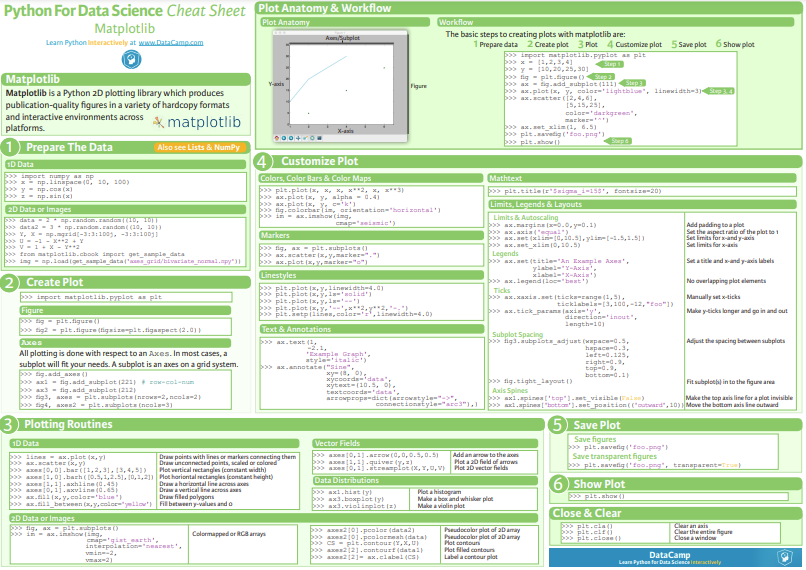 Python For Data Science Cheat Sheet
Matplotlib
Learn Python Interactively at www.DataCamp.com
Matplotlib
Matplotlib is a Python 2D plotting library which produces
publication-quality figures in a variety of hardcopy formats
and interactive environments across
platforms.
matplotlib
1 Prepare The Data
Also see Lists & NumPy
1D Data
>>> import numpy as np
>>> x = np.linspace(0, 10, 100)
>>> y = np.cos(x)
>>> z = np.sin(x)
2D Data or Images
>>> data = 2 * np.random.random((10, 10))
>>> data2 = 3 * np.random.random((10, 10))
>>> Y, X = np.mgrid[-3:3:100j, -3:3:100j]
>>> U = -1 - X**2 + Y
>>> V = 1 + X - Y**2
>>> from matplotlib.cbook import get_sample_data
>>> img = np.load(get_sample_data('axes_grid/bivariate_normal.npy'))
2 Create Plot
>>> import matplotlib.pyplot as plt
Figure
>>> fig = plt.figure()
>>> fig2 = plt.figure(figsize=plt.figaspect(2.0))
Axes
All plotting is done with respect to an Axes. In most cases, a
subplot will fit your needs. A subplot is an axes on a grid system.
>>> fig.add_axes()
>>> ax1 = fig.add_subplot(221) # row-col-num
>>> ax3 = fig.add_subplot(212)
>>> fig3, axes = plt.subplots(nrows=2,ncols=2)
>>> fig4, axes2 = plt.subplots(ncols=3)
Plot Anatomy & Workflow
Plot Anatomy
Axes/Subplot
Y-axis
Figure
X-axis
Workflow
The basic steps to creating plots with matplotlib are:
1 Prepare data 2 Create plot 3 Plot 4 Customize plot 5 Save plot 6 Show plot
>>> import matplotlib.pyplot as plt
>>> x = [1,2,3,4] Step 1
>>> y = [10,20,25,30]
>>> fig = plt.figure() Step 2
>>> ax = fig.add_subplot(111) Step 3
>>> ax.plot(x, y, color='lightblue', linewidth=3) Step 3, 4
>>> ax.scatter([2,4,6],
[5,15,25],
color='darkgreen',
marker='^')
>>> ax.set_xlim(1, 6.5)
>>> plt.savefig('foo.png')
>>> plt.show() Step 6
4 Customize Plot
Colors, Color Bars & Color Maps
>>> plt.plot(x, x, x, x**2, x, x**3)
>>> ax.plot(x, y, alpha = 0.4)
>>> ax.plot(x, y, c='k')
>>> fig.colorbar(im, orientation='horizontal')
>>> im = ax.imshow(img,
cmap='seismic')
Markers
>>> fig, ax = plt.subplots()
>>> ax.scatter(x,y,marker=".")
>>> ax.plot(x,y,marker="o")
Linestyles
>>> plt.plot(x,y,linewidth=4.0)
>>> plt.plot(x,y,ls='solid')
>>> plt.plot(x,y,ls='--')
>>> plt.plot(x,y,'--',x**2,y**2,'-.')
>>> plt.setp(lines,color='r',linewidth=4.0)
Text & Annotations
>>> ax.text(1,
-2.1,
'Example Graph',
style='italic')
>>> ax.annotate("Sine",
xy=(8, 0),
xycoords='data',
xytext=(10.5, 0),
textcoords='data',
arrowprops=dict(arrowstyle="->",
connectionstyle="arc3"),)
Mathtext
>>> plt.title(r'$sigma_i=15$', fontsize=20)
Limits, Legends & Layouts
Limits & Autoscaling
>>> ax.margins(x=0.0,y=0.1) Add padding to a plot
>>> ax.axis('equal') Set the aspect ratio of the plot to 1
>>> ax.set(xlim=[0,10.5],ylim=[-1.5,1.5]) Set limits for x-and y-axis
>>> ax.set_xlim(0,10.5) Set limits for x-axis
Legends
>>> ax.set(title='An Example Axes', Set a title and x-and y-axis labels
ylabel='Y-Axis',
xlabel='X-Axis')
>>> ax.legend(loc='best') No overlapping plot elements
Ticks
>>> ax.xaxis.set(ticks=range(1,5), Manually set x-ticks
ticklabels=[3,100,-12,"foo"])
>>> ax.tick_params(axis='y', Make y-ticks longer and go in and out
direction='inout',
length=10)
Subplot Spacing
>>> fig3.subplots_adjust(wspace=0.5, Adjust the spacing between subplots
hspace=0.3,
left=0.125,
right=0.9,
top=0.9,
bottom=0.1)
>>> fig.tight_layout() Fit subplot(s) in to the figure area
Axis Spines
>>> ax1.spines['top'].set_visible(False) Make the top axis line for a plot invisible
>>> ax1.spines['bottom'].set_position(('outward',10)) Move the bottom axis line outward
3 Plotting Routines
1D Data
>>> lines = ax.plot(x,y) Draw points with lines or markers connecting them
>>> ax.scatter(x,y) Draw unconnected points, scaled or colored
>>> axes[0,0].bar([1,2,3],[3,4,5]) Plot vertical rectangles (constant width)
>>> axes[1,0].barh([0.5,1,2.5],[0,1,2]) Plot horiontal rectangles (constant height)
>>> axes[1,1].axhline(0.45) Draw a horizontal line across axes
>>> axes[0,1].axvline(0.65) Draw a vertical line across axes
>>> ax.fill(x,y,color='blue') Draw filled polygons
>>> ax.fill_between(x,y,color='yellow') Fill between y-values and 0
2D Data or Images
>>> fig, ax = plt.subplots()
>>> im = ax.imshow(img, Colormapped or RGB arrays
cmap='gist_earth',
interpolation='nearest',
vmin=-2,
vmax=2)
Vector Fields
>>> axes[0,1].arrow(0,0,0.5,0.5) Add an arrow to the axes
>>> axes[1,1].quiver(y,z) Plot a 2D field of arrows
>>> axes[0,1].streamplot(X,Y,U,V) Plot 2D vector fields
Data Distributions
>>> ax1.hist(y) Plot a histogram
>>> ax3.boxplot(y) Make a box and whisker plot
>>> ax3.violinplot(z) Make a violin plot
>>> axes2[0].pcolor(data2) Pseudocolor plot of 2D array
>>> axes2[0].pcolormesh(data) Pseudocolor plot of 2D array
>>> CS = plt.contour(Y,X,U) Plot contours
>>> axes2[2].contourf(data1) Plot filled contours
>>> axes2[2]= ax.clabel(CS) Label a contour plot
5 Save Plot
Save figures
>>> plt.savefig('foo.png')
Save transparent figures
>>> plt.savefig('foo.png', transparent=True)
6 Show Plot
>>> plt.show()
Close & Clear
>>> plt.cla() Clear an axis
>>> plt.clf() Clear the entire figure
>>> plt.close() Close a window
DataCamp
Learn Python for Data Science Interactively